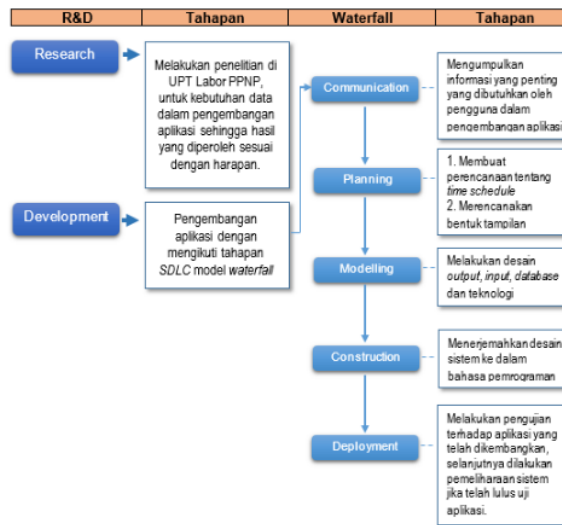 R&D
Tahapan
Waterfall
Tahapan
Research
Melakukan penelitian di
UPT Labor PPNP,
untuk kebutuhan data
dalam pengembangan
aplikasi sehingga hasil
yang diperoleh sesuai
dengan harapan.
Development
Pengembangan
aplikasi dengan
mengikuti tahapan
SDLC model waterfall
Communication
Mengumpulkan
informasi yang penting
yang dibutuhkan oleh
pengguna dalam
pengembangan aplikasi
Planning
1. Membuat
perencanaan tentang
time schedule
2. Merencanakan
bentuk tampilan
Modelling
Melakukan desain
output, input, database
dan teknologi
Construction
Menerjemahkan desain
sistem ke dalam
bahasa pemrograman
Deployment
Melakukan pengujian
terhadap aplikasi yang
telah dikembangkan,
selanjutnya dilakukan
pemeliharaan sistem
jika telah lulus uji
aplikasi.